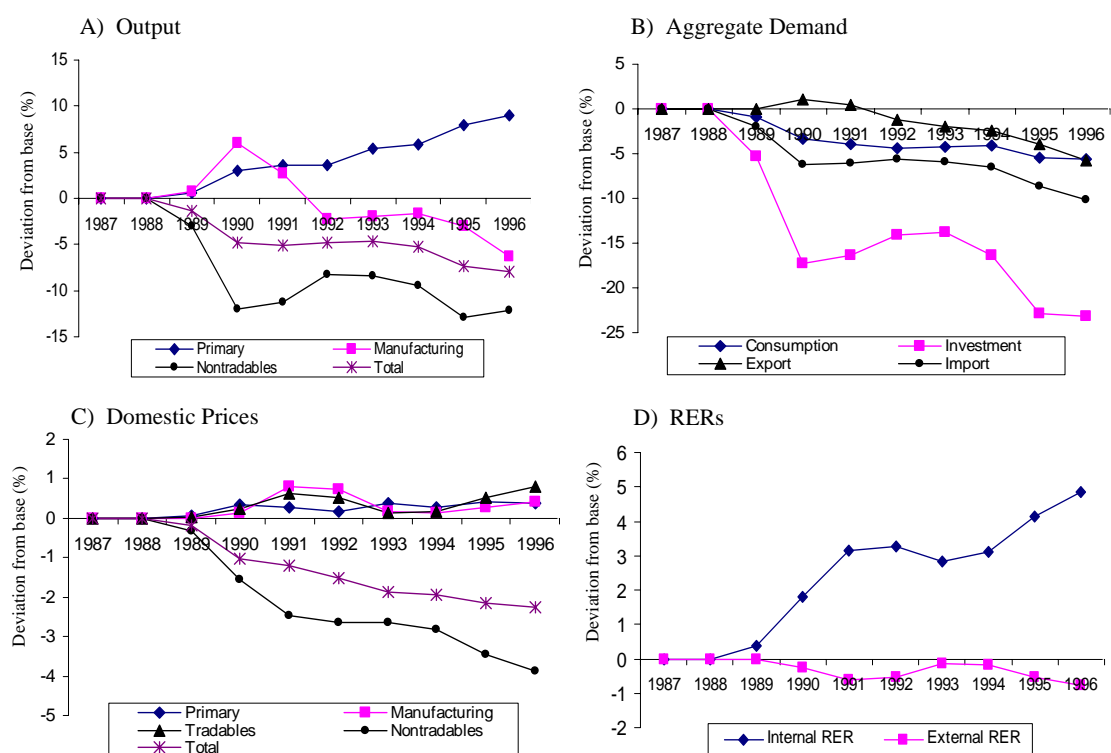 A) Output
Deviation from base (%)
15
10
5
0
-5
-10
-15
1987 1988 1989 1990 1991 1992 1993 1994 1995 1996
Primary Manufacturing
Nontradables Total
B) Aggregate Demand
Deviation from base (%)
5
0
-5
-10
-15
-20
-25
1987 1988 1989 1990 1991 1992 1993 1994 1995 1996
Consumption Investment
Export Import
C) Domestic Prices
Deviation from base (%)
2
1
0
-1
-2
-3
-4
-5
1987 1988 1989 1990 1991 1992 1993 1994 1995 1996
Primary Manufacturing
Tradables Nontradables
Total
D) RERs
Deviation from base (%)
6
5
4
3
2
1
0
-1
-2
1987 1988 1989 1990 1991 1992 1993 1994 1995 1996
Internal RER External RER